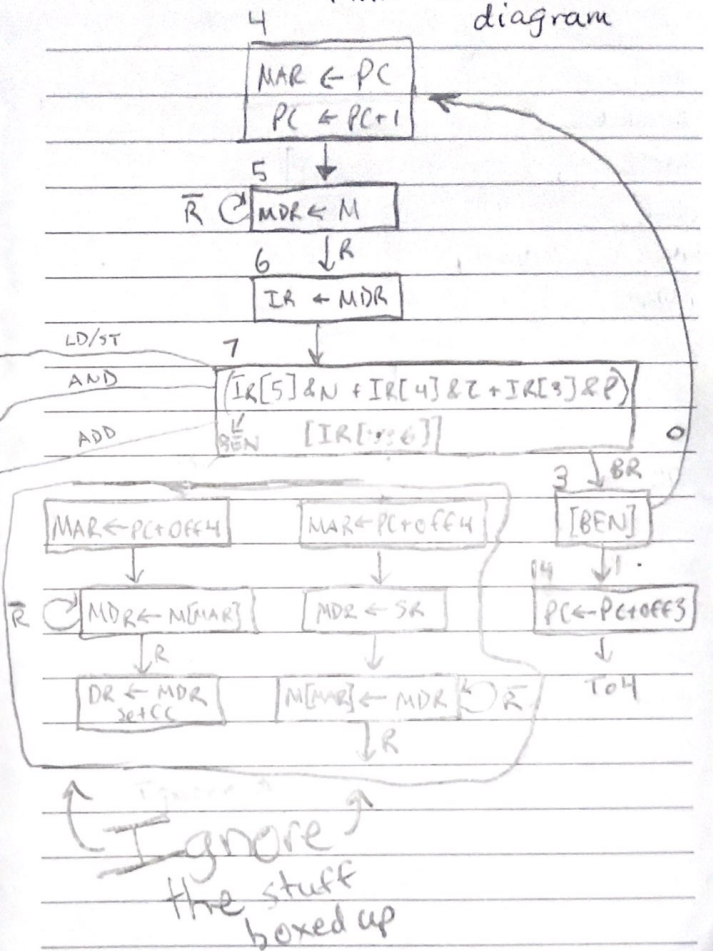 diagram
4
MAR ← PC
PC ← PC+1
5
R̅
MDR ← M
R
6
IR ← MDR
LD/ST
7
AND
(IR[5]&N + IR[4]&Z + IR[3]&P)
ADD
BEN
0
BR
3
MAR←PC+OFF4
MAR←PC+OFF4
[BEN]
14
1
R̅
MDR←M[MAR]
MDR ← SR
PC←PC+OFF3
R
DR ← MDR
set CC
M[MAR] ← MDR
R̅
To 4
R
Ignore
the stuff
boxed up